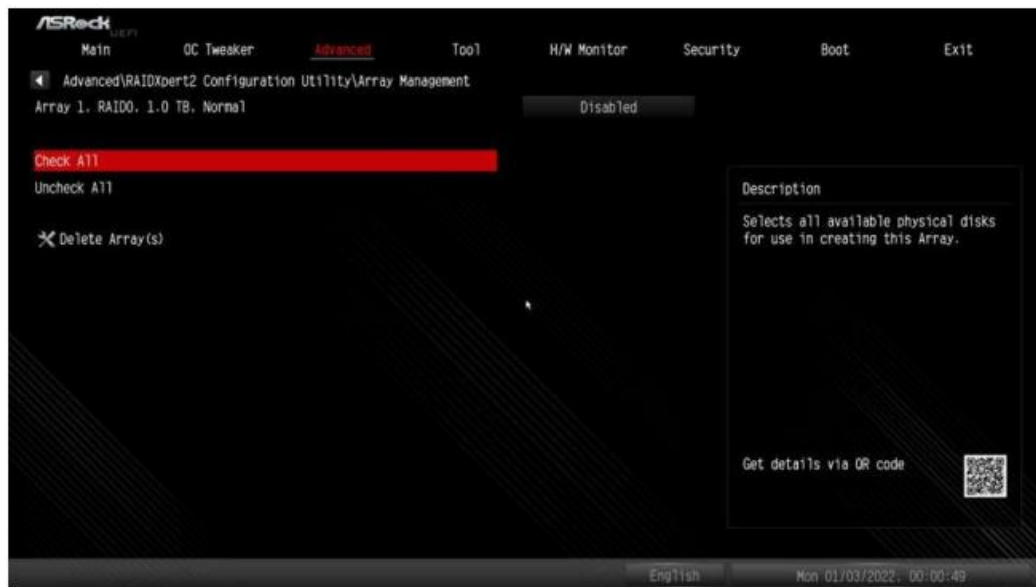 ASRock
UEFI
Main OC Tweaker Advanced Tool H/W Monitor Security Boot Exit
Advanced\RAIDXpert2 Configuration Utility\Array Management
Array 1, RAID0, 1.0 TB, Normal Disabled
Check All
Uncheck All
Delete Array(s)
Description
Selects all available physical disks
for use in creating this Array.
Get details via QR code
English Mon 01/03/2022, 00:00:49